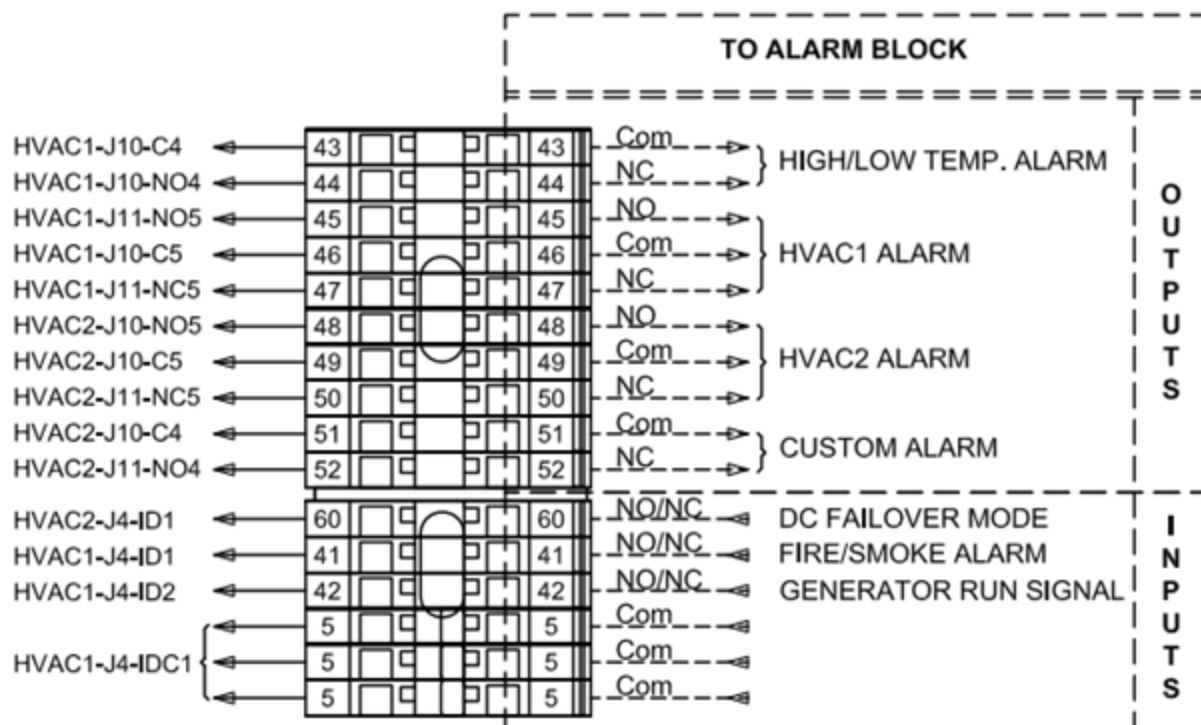 TO ALARM BLOCK
HVAC1-J10-C4 43 43 Com
HIGH/LOW TEMP. ALARM
HVAC1-J10-NO4 44 44 NC
HVAC1-J11-NO5 45 45 NO
HVAC1-J10-C5 46 46 Com HVAC1 ALARM
HVAC1-J11-NC5 47 47 NC
HVAC2-J10-NO5 48 48 NO
HVAC2-J10-C5 49 49 Com HVAC2 ALARM
HVAC2-J11-NC5 50 50 NC
HVAC2-J10-C4 51 51 Com
CUSTOM ALARM
HVAC2-J11-NO4 52 52 NC
OUTPUTS
HVAC2-J4-ID1 60 60 NO/NC DC FAILOVER MODE
HVAC1-J4-ID1 41 41 NO/NC FIRE/SMOKE ALARM
HVAC1-J4-ID2 42 42 NO/NC GENERATOR RUN SIGNAL
5 5 Com
HVAC1-J4-IDC1 5 5 Com
5 5 Com
INPUTS